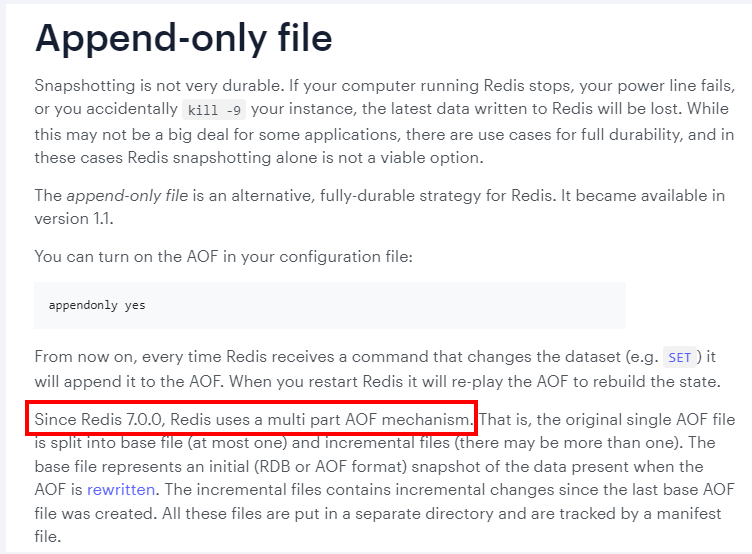 Append-only file
Snapshotting is not very durable. If your computer running Redis stops, your power line fails,
or you accidentally kill -9 your instance, the latest data written to Redis will be lost. While
this may not be a big deal for some applications, there are use cases for full durability, and in
these cases Redis snapshotting alone is not a viable option.
The append-only file is an alternative, fully-durable strategy for Redis. It became available in
version 1.1.
You can turn on the AOF in your configuration file:
appendonly yes
From now on, every time Redis receives a command that changes the dataset (e.g. SET) it
will append it to the AOF. When you restart Redis it will re-play the AOF to rebuild the state.
Since Redis 7.0.0, Redis uses a multi part AOF mechanism. That is, the original single AOF file
is split into base file (at most one) and incremental files (there may be more than one). The
base file represents an initial (RDB or AOF format) snapshot of the data present when the
AOF is rewritten. The incremental files contains incremental changes since the last base AOF
file was created. All these files are put in a separate directory and are tracked by a manifest
file.